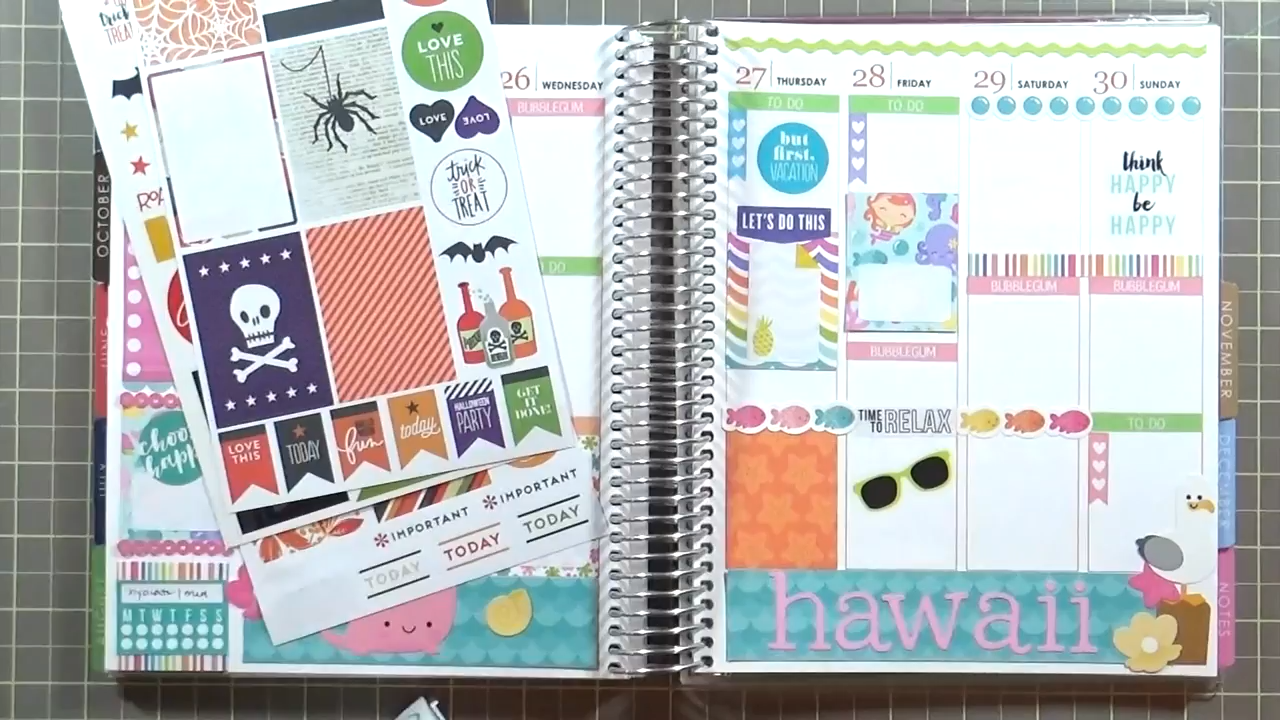 TREAT
LOVE
THIS
LOVE
LOVE
trick
OR
TREAT
LOVE
THIS
TODAY
fun
today
HALLOWEEN
PARTY
GET
IT
DONE!
*IMPORTANT
*IMPORTANT
TODAY
TODAY
TODAY
OCTOBER
26 WEDNESDAY
BUBBLEGUM
DO
M T W T F S S
27 THURSDAY
TO DO
but
first,
VACATION
LET'S DO THIS
28 FRIDAY
TO DO
BUBBLEGUM
TIME
TO RELAX
29 SATURDAY
30 SUNDAY
think
HAPPY
be
HAPPY
BUBBLEGUM
BUBBLEGUM
TO DO
hawaii
NOVEMBER
DECEMBER
NOTES